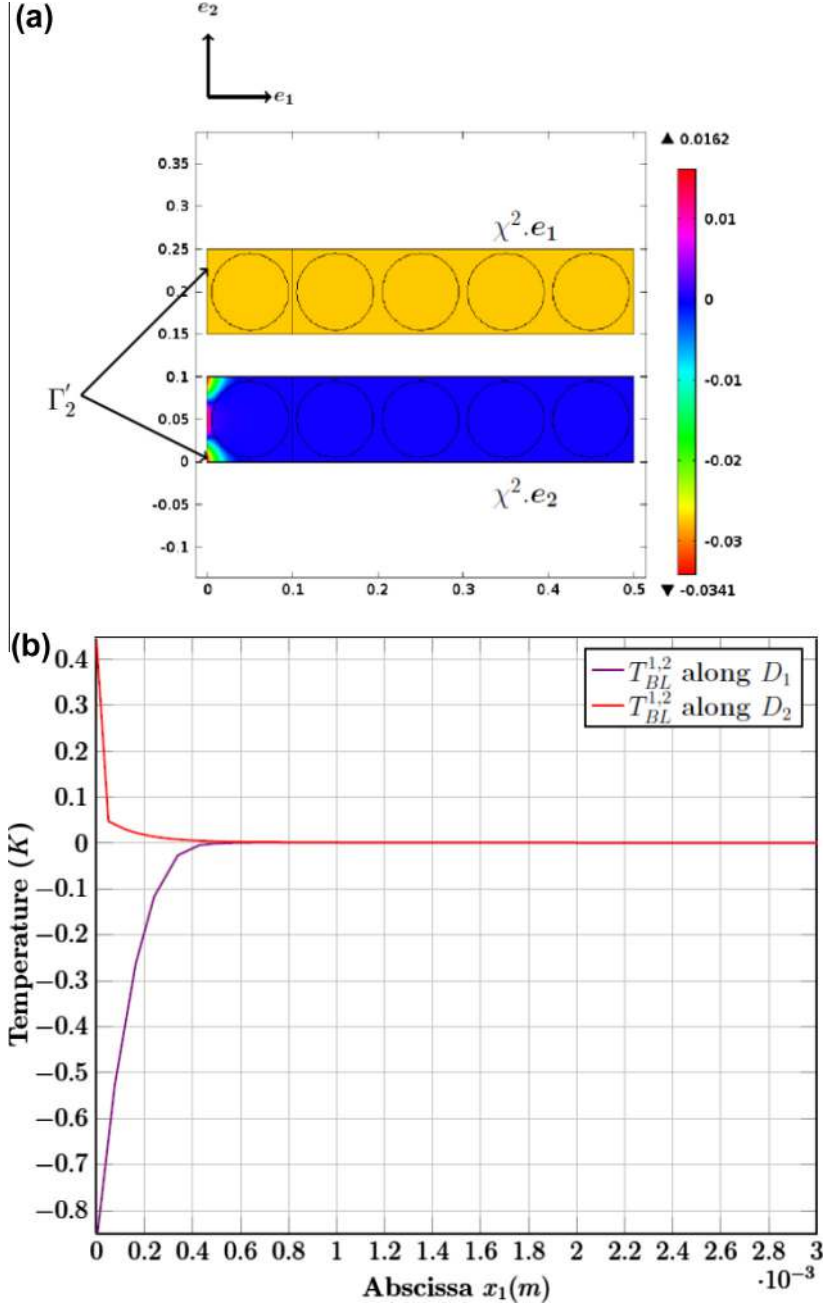 (a)
e₂
e₁
▲ 0.0162
0.35
0.3
0.25
0.2
0.15
0.1
0.05
0
-0.05
-0.1
χ².e₁
Γ′₂
χ².e₂
0.01
0
-0.01
-0.02
-0.03
▼ -0.0341
0 0.1 0.2 0.3 0.4 0.5
(b)
T_{BL}^{1,2} along D₁
T_{BL}^{1,2} along D₂
Temperature (K)
0.4
0.3
0.2
0.1
0
−0.1
−0.2
−0.3
−0.4
−0.5
−0.6
−0.7
−0.8
0 0.2 0.4 0.6 0.8 1 1.2 1.4 1.6 1.8 2 2.2 2.4 2.6 2.8 3
·10⁻³
Abscissa x₁(m)